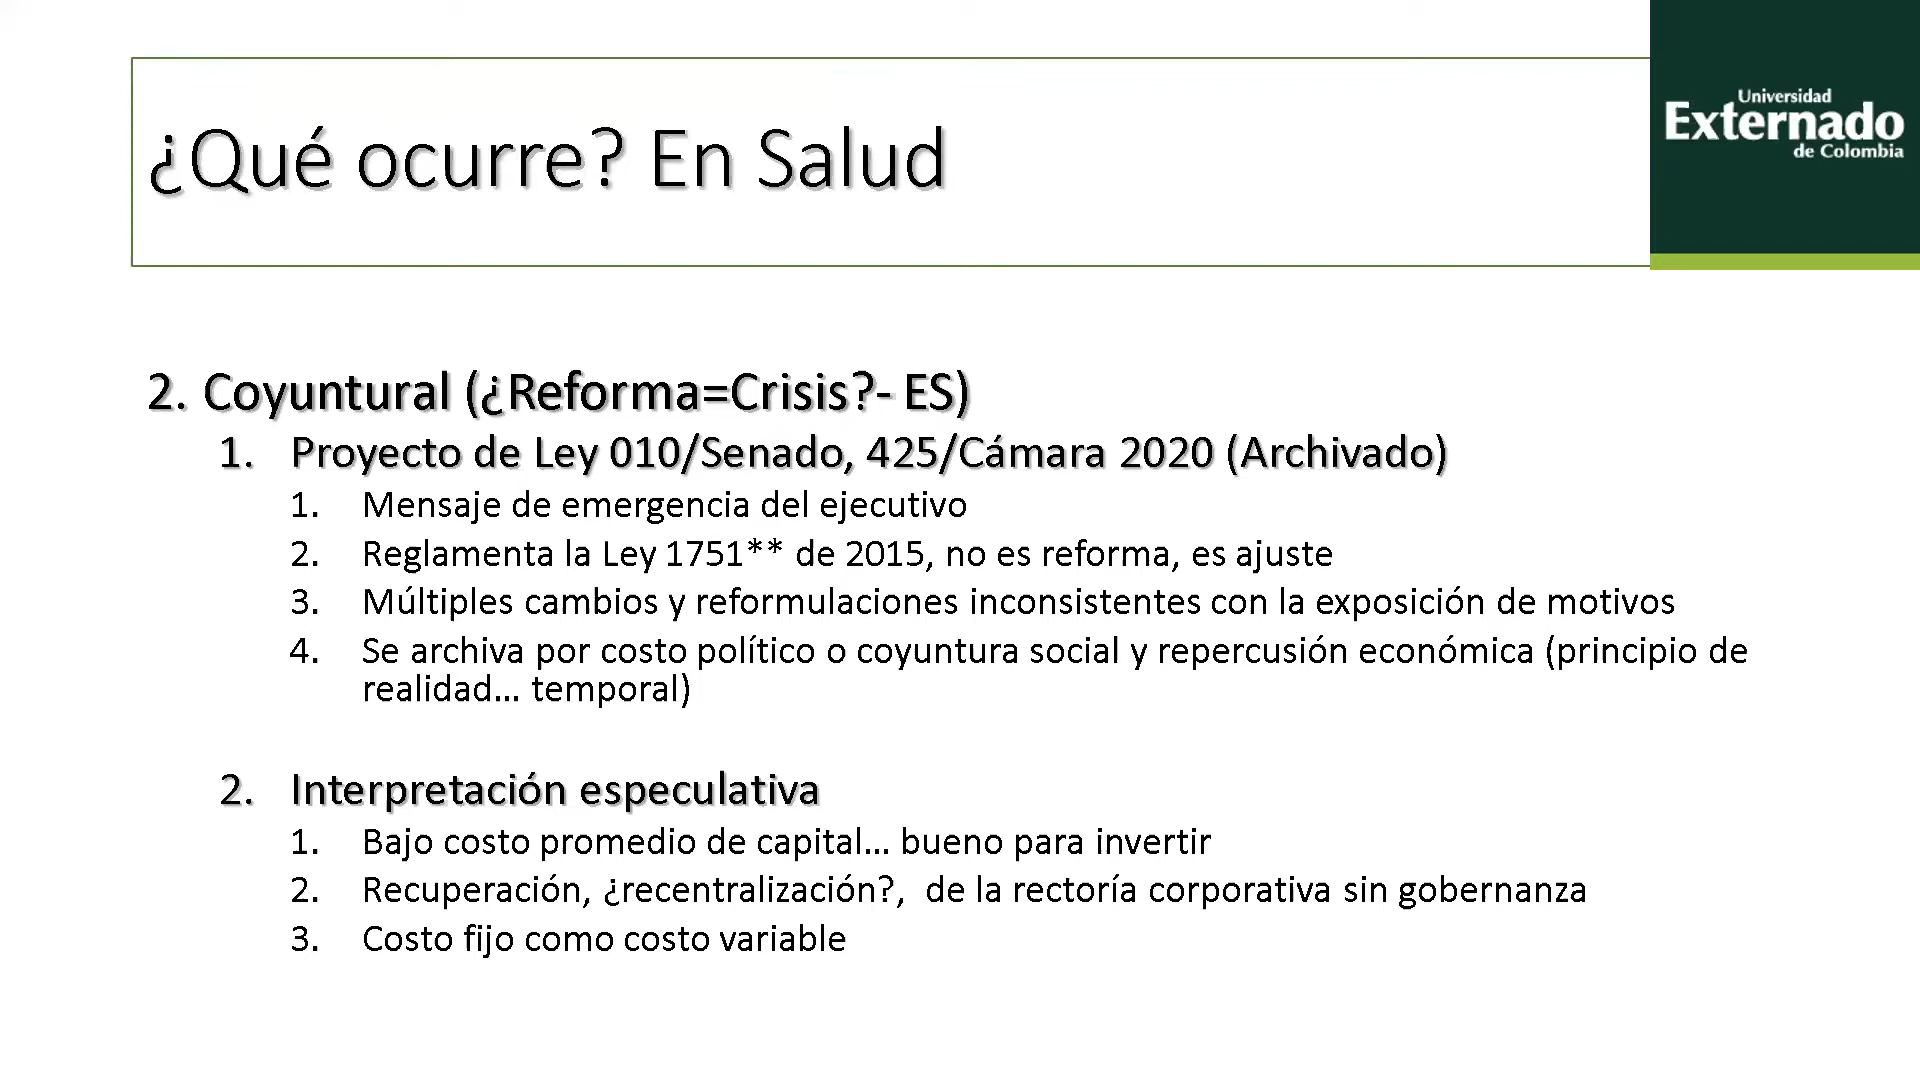 Universidad
Externado
de Colombia
¿Qué ocurre? En Salud
2. Coyuntural (¿Reforma=Crisis?- ES)
1. Proyecto de Ley 010/Senado, 425/Cámara 2020 (Archivado)
1. Mensaje de emergencia del ejecutivo
2. Reglamenta la Ley 1751** de 2015, no es reforma, es ajuste
3. Múltiples cambios y reformulaciones inconsistentes con la exposición de motivos
4. Se archiva por costo político o coyuntura social y repercusión económica (principio de
realidad... temporal)
2. Interpretación especulativa
1. Bajo costo promedio de capital... bueno para invertir
2. Recuperación, ¿recentralización?, de la rectoría corporativa sin gobernanza
3. Costo fijo como costo variable